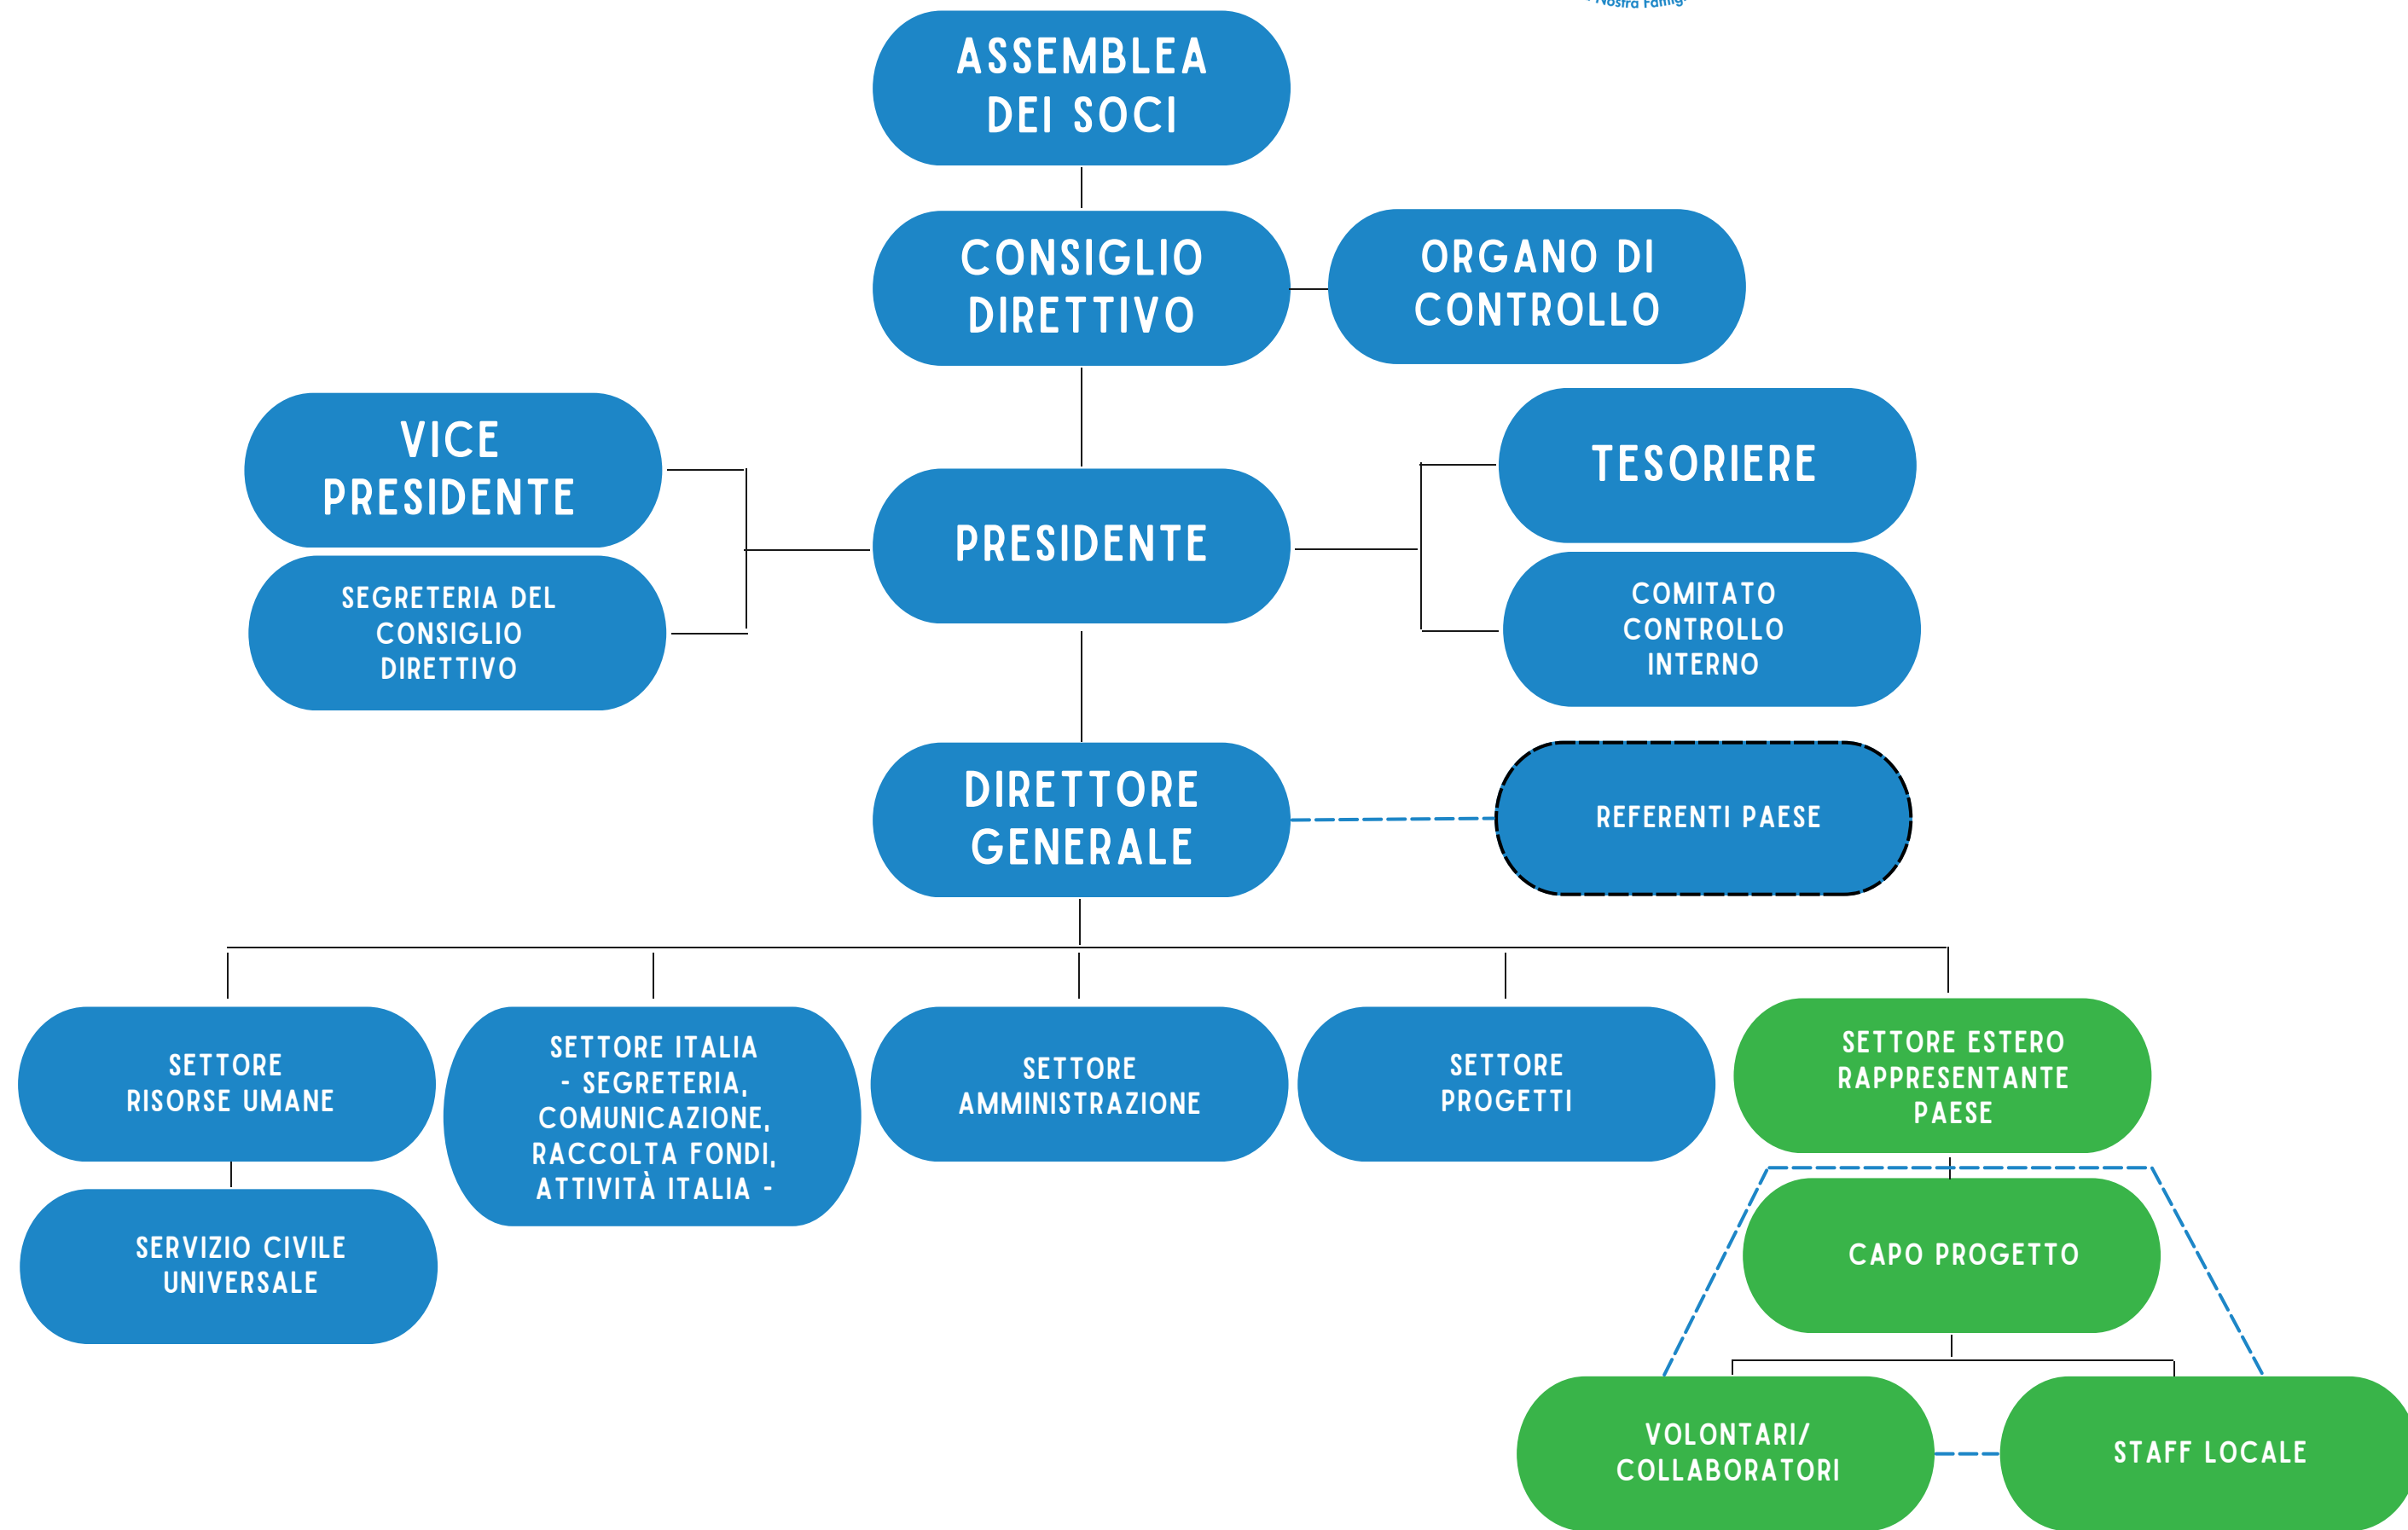 Nostra Famig
ASSEMBLEA
DEI SOCI
CONSIGLIO
DIRETTIVO
ORGANO DI
CONTROLLO
VICE
PRESIDENTE
TESORIERE
PRESIDENTE
SEGRETERIA DEL
CONSIGLIO
DIRETTIVO
COMITATO
CONTROLLO
INTERNO
DIRETTORE
GENERALE
REFERENTI PAESE
SETTORE
RISORSE UMANE
SETTORE ITALIA
- SEGRETERIA,
COMUNICAZIONE,
RACCOLTA FONDI,
ATTIVITÀ ITALIA -
SETTORE
AMMINISTRAZIONE
SETTORE
PROGETTI
SETTORE ESTERO
RAPPRESENTANTE
PAESE
SERVIZIO CIVILE
UNIVERSALE
CAPO PROGETTO
VOLONTARI/
COLLABORATORI
STAFF LOCALE